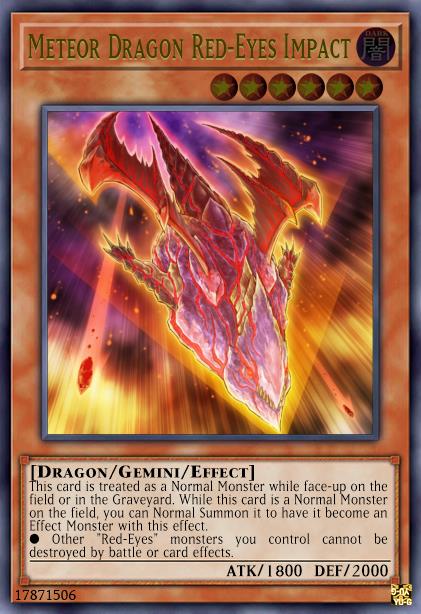 METEOR DRAGON RED-EYES IMPACT
DARK
闇
[DRAGON/GEMINI/EFFECT]
This card is treated as a Normal Monster while face-up on the
field or in the Graveyard. While this card is a Normal Monster
on the field, you can Normal Summon it to have it become an
Effect Monster with this effect.
● Other "Red-Eyes" monsters you control cannot be
destroyed by battle or card effects.
ATK/1800 DEF/2000
17871506